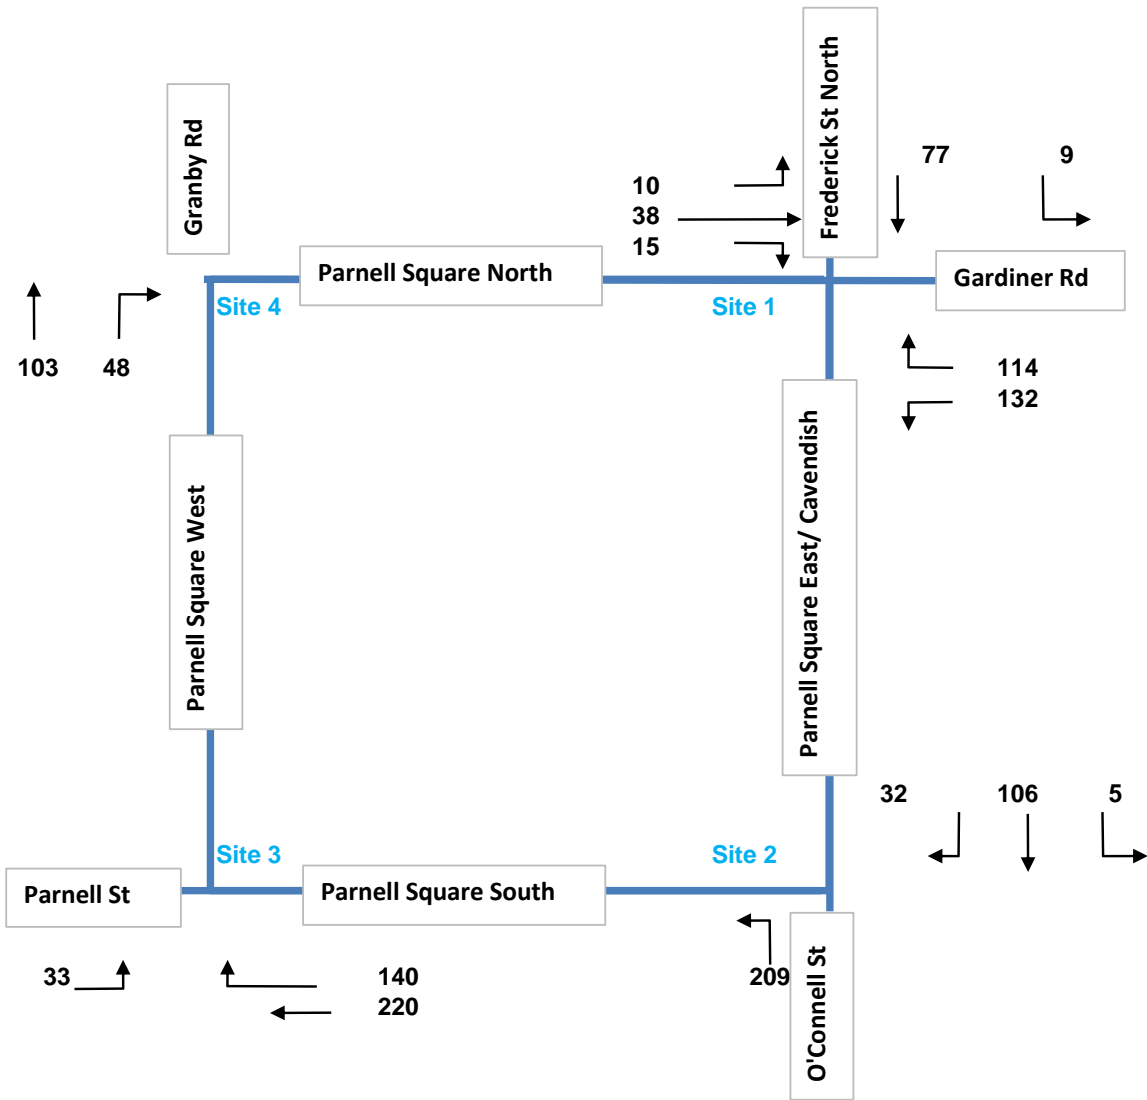 Frederick St North
Granby Rd
77
9
10
38
15
Parnell Square North
Gardiner Rd
Site 4
Site 1
103
48
114
132
Parnell Square West
Parnell Square East/ Cavendish
32
106
5
Site 3
Site 2
Parnell St
Parnell Square South
33
140
209
220
O'Connell St